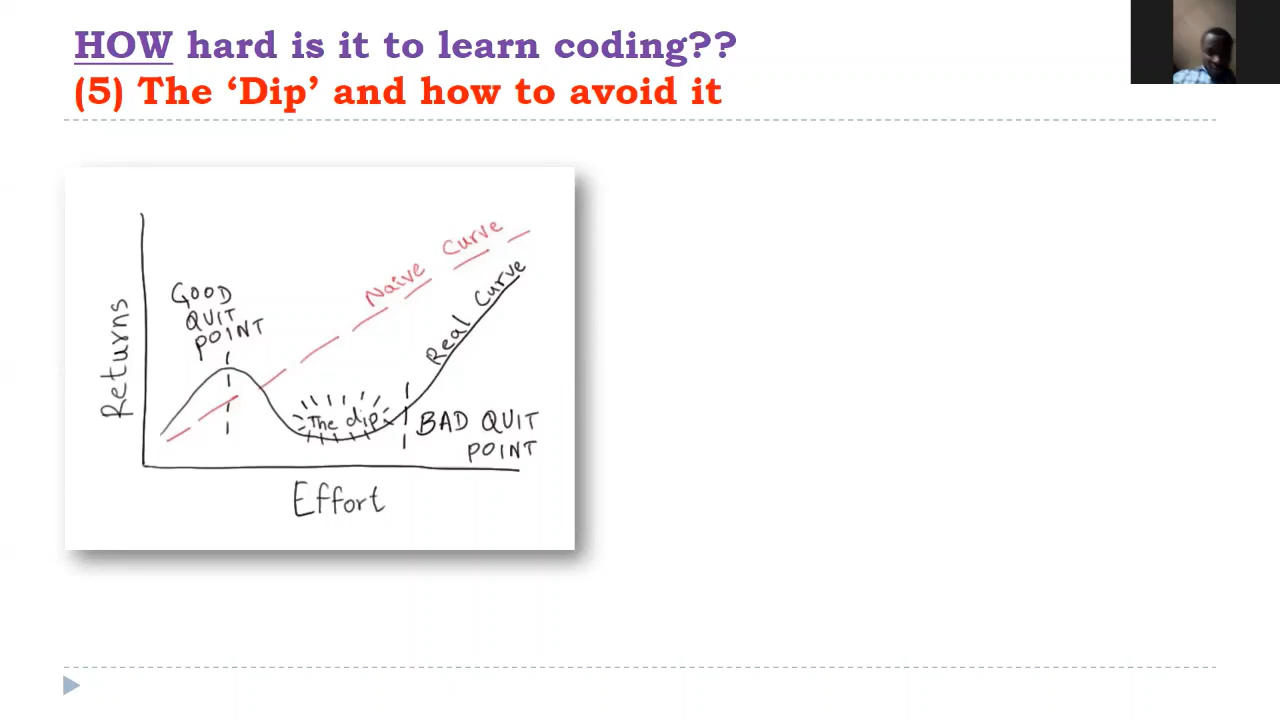 HOW hard is it to learn coding??
(5) The ‘Dip’ and how to avoid it
GOOD
QUIT
POINT
Naive Curve
Real Curve
The dip
BAD QUIT
POINT
Returns
Effort